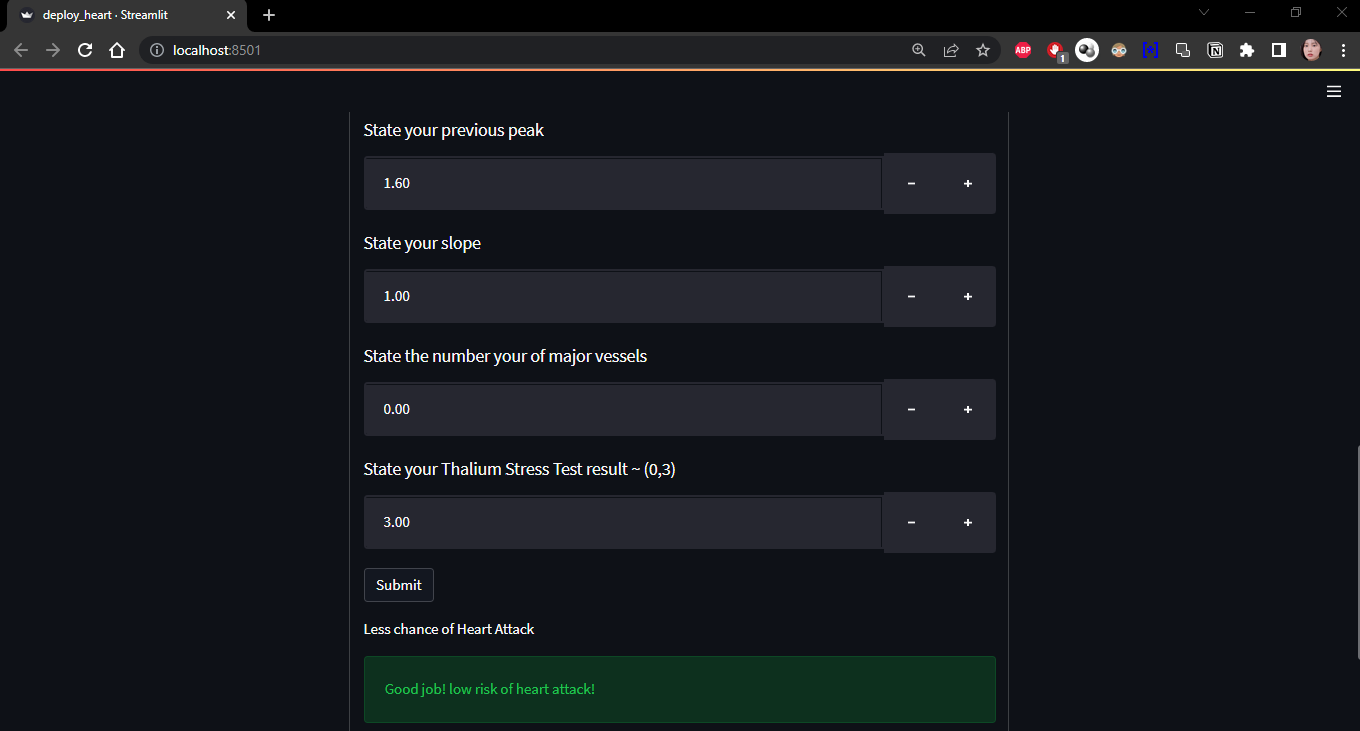 deploy_heart · Streamlit
localhost:8501
ABP
1
State your previous peak
1.60
State your slope
1.00
State the number your of major vessels
0.00
State your Thalium Stress Test result ~ (0,3)
3.00
Submit
Less chance of Heart Attack
Good job! low risk of heart attack!